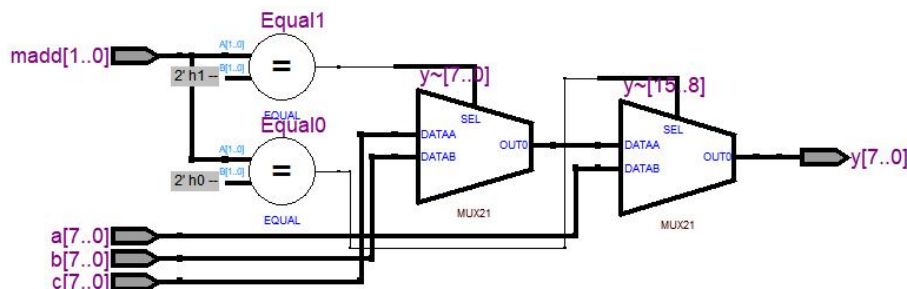 Equal1
madd[1..0]
A[1..0]
2' h1 --
B[1..0]
=
EQUAL
y~[7..0]
SEL
DATAA
DATAB
OUT0
MUX21
y~[15..8]
SEL
DATAA
DATAB
OUT0
MUX21
y[7..0]
Equal0
A[1..0]
2' h0 --
B[1..0]
=
EQUAL
a[7..0]
b[7..0]
c[7..0]